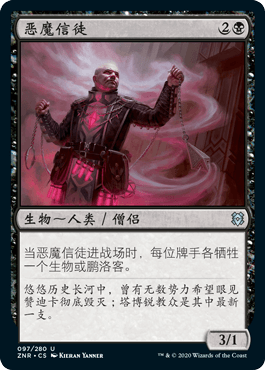 恶魔信徒 2
生物~人类/僧侣
当恶魔信徒进战场时，每位牌手各牺牲
一个生物或鹏洛客。
悠悠历史长河中，曾有无数势力希望眼见
赞迪卡彻底毁灭；塔博锐教众是其中最新
一支。
3/1
097/280 U
ZNR • CS KIERAN YANNER
™ & © 2020 Wizards of the Coast